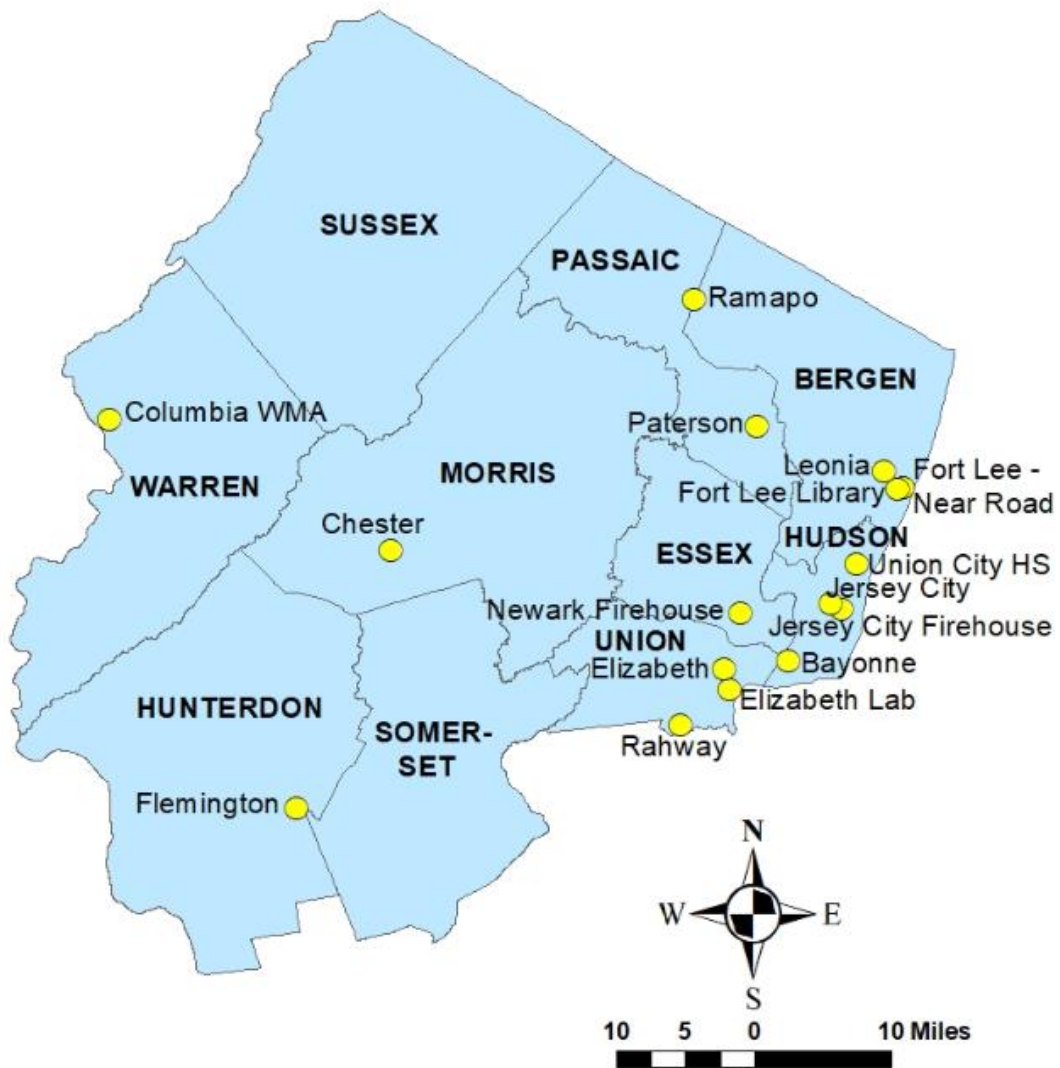 SUSSEX
PASSAIC
Ramapo
BERGEN
Columbia WMA
Paterson
WARREN
MORRIS
Leonia
Fort Lee -
Near Road
Fort Lee Library
Chester
HUDSON
ESSEX
Union City HS
Jersey City
Newark Firehouse
Jersey City Firehouse
UNION
Bayonne
Elizabeth
Elizabeth Lab
HUNTERDON
SOMER-
SET
Rahway
Flemington
N
W
E
S
10 5 0 10 Miles